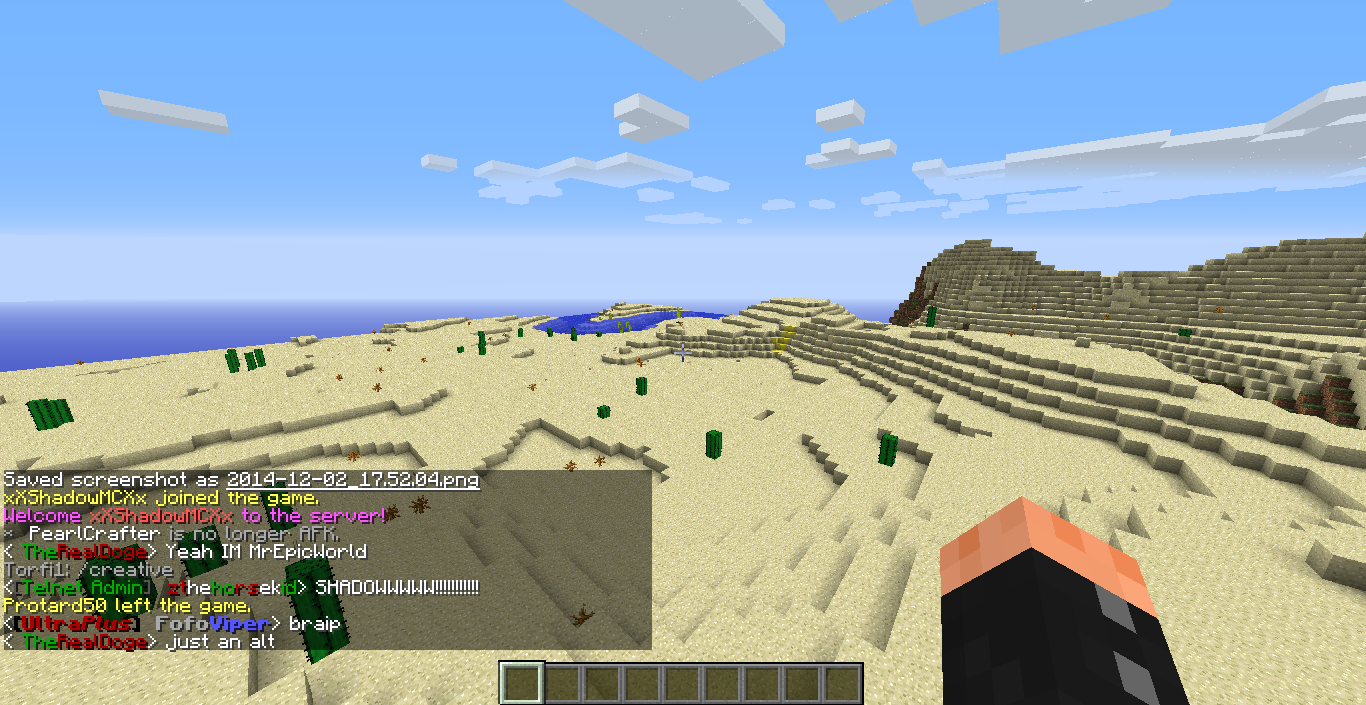 Saved screenshot as 2014-12-02_17.52.04.png
xXShadowMCXx joined the game.
Welcome xXShadowMCXx to the server!
* PearlCrafter is no longer AFK.
< TheRealDoge> Yeah IM MrEpicWorld
Torfi1: /creative
<[Telnet Admin] zthehorsekid> SHADOWWWWW!!!!!!!!!!!
Protard50 left the game.
<[UltraPlus] FofoViper> braip
< TheRealDoge> just an alt